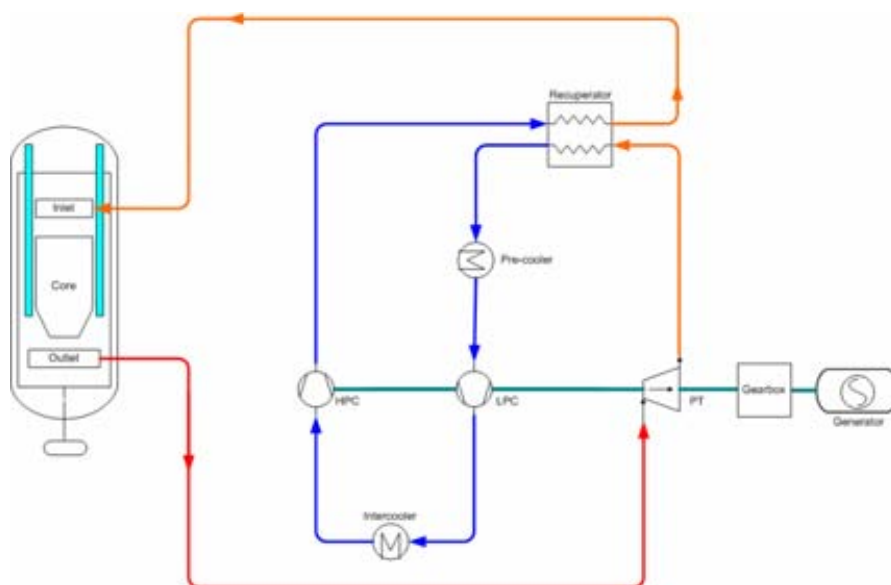 Recuperator
Inlet
Pre-cooler
Core
Outlet
HPC
LPC
PT
Gearbox
Generator
Intercooler